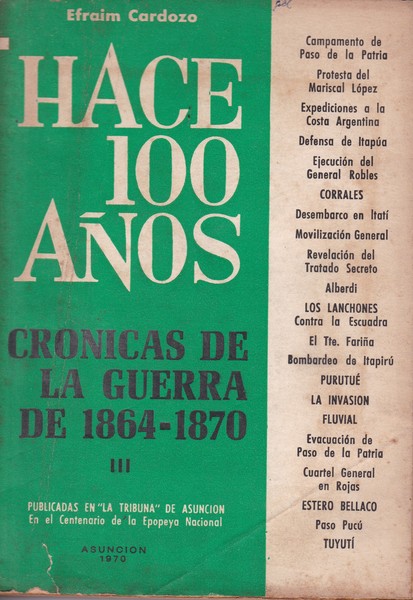 Efraim Cardozo
HACE
100
AÑOS
CRONICAS DE
LA GUERRA
DE 1864-1870
III
PUBLICADAS EN "LA TRIBUNA" DE ASUNCION
En el Centenario de la Epopeya Nacional
ASUNCION
1970
Campamento de
Paso de la Patria
Protesta del
Mariscal López
Expediciones a la
Costa Argentina
Defensa de Itapúa
Ejecución del
General Robles
CORRALES
Desembarco en Itatí
Movilización General
Revelación del
Tratado Secreto
Alberdi
LOS LANCHONES
Contra la Escuadra
El Tte. Fariña
Bombardeo de Itapirú
PURUTUÉ
LA INVASION
FLUVIAL
Evacuación de
Paso de la Patria
Cuartel General
en Rojas
ESTERO BELLACO
Paso Pucú
TUYUTÍ